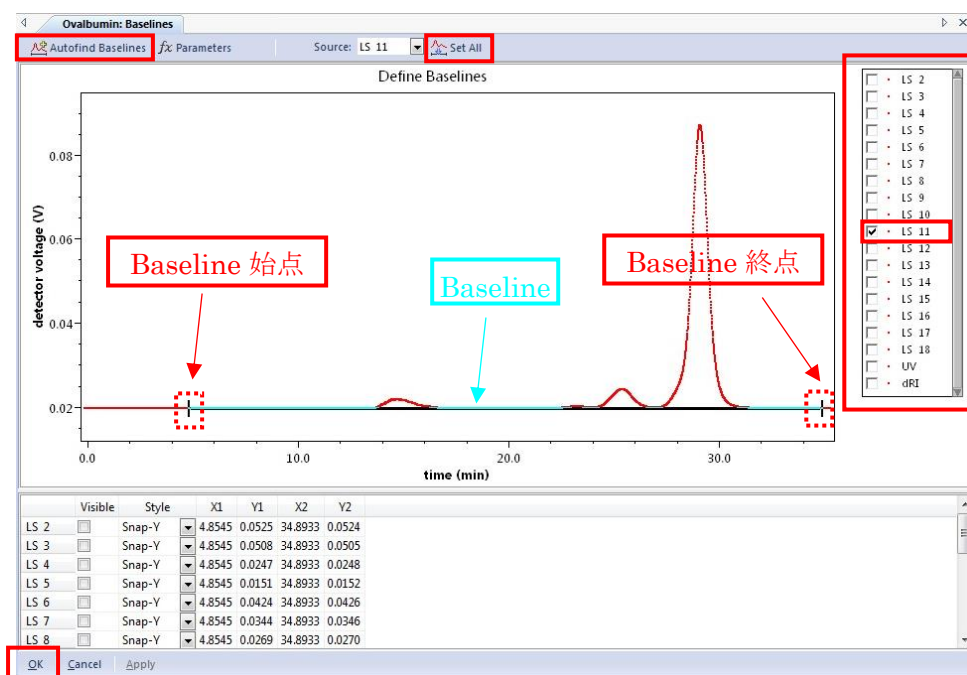 Ovalbumin: Baselines
Autofind Baselines fx Parameters Source: LS 11 Set All
Define Baselines
LS 2
LS 3
LS 4
LS 5
LS 6
LS 7
LS 8
LS 9
LS 10
LS 11
LS 12
LS 13
LS 14
LS 15
LS 16
LS 17
LS 18
UV
dRI
detector voltage (V)
0.08
0.06
0.04
0.02
Baseline 始点
Baseline
Baseline 終点
0.0 10.0 20.0 30.0
time (min)
Visible Style X1 Y1 X2 Y2
LS 2 Snap-Y 4.8545 0.0525 34.8933 0.0524
LS 3 Snap-Y 4.8545 0.0508 34.8933 0.0505
LS 4 Snap-Y 4.8545 0.0247 34.8933 0.0248
LS 5 Snap-Y 4.8545 0.0151 34.8933 0.0152
LS 6 Snap-Y 4.8545 0.0424 34.8933 0.0426
LS 7 Snap-Y 4.8545 0.0344 34.8933 0.0346
LS 8 Snap-Y 4.8545 0.0269 34.8933 0.0270
OK Cancel Apply